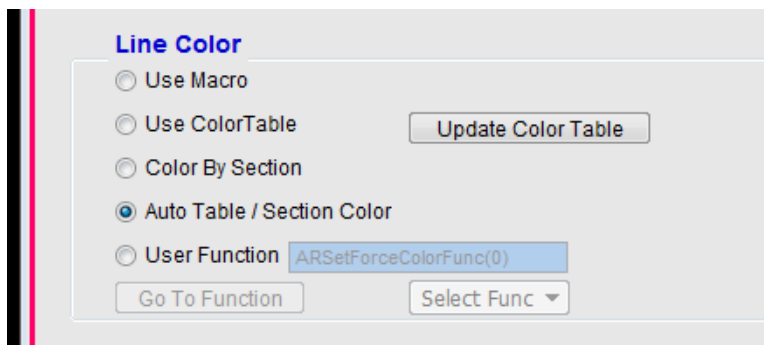 Line Color
Use Macro
Use ColorTable
Update Color Table
Color By Section
Auto Table / Section Color
User Function ARSetForceColorFunc(0)
Go To Function
Select Func